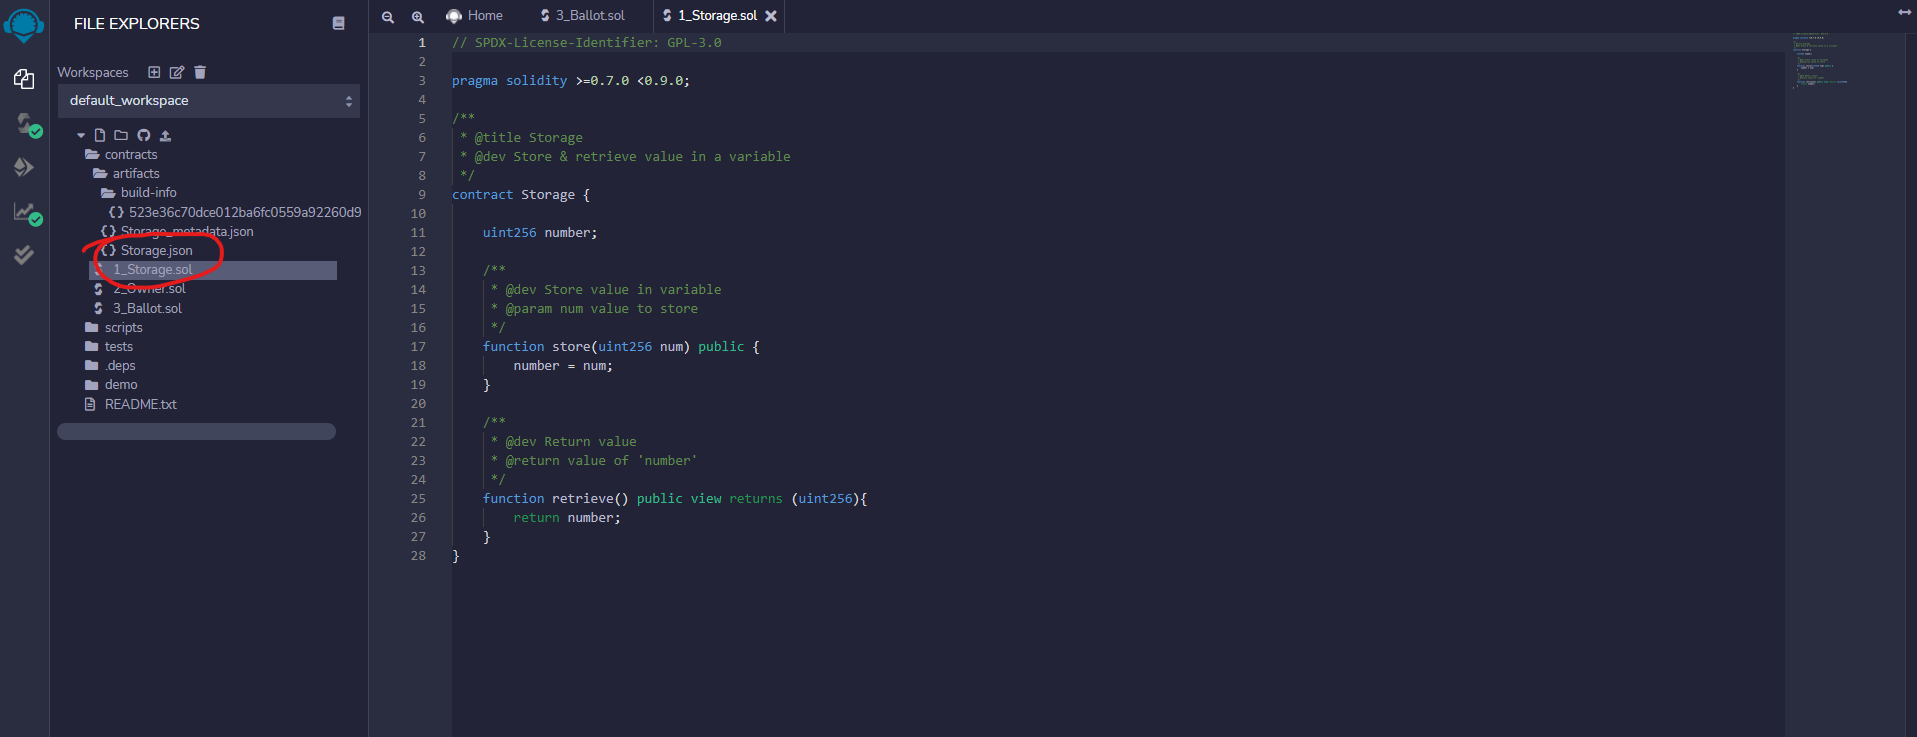 FILE EXPLORERS
Workspaces
default_workspace
contracts
artifacts
build-info
523e36c70dce012ba6fc0559a92260d9
Storage_metadata.json
Storage.json
1_Storage.sol
2_Owner.sol
3_Ballot.sol
scripts
tests
.deps
demo
README.txt
Home 3_Ballot.sol 1_Storage.sol
1 // SPDX-License-Identifier: GPL-3.0
2
3 pragma solidity >=0.7.0 <0.9.0;
4
5 /**
6  * @title Storage
7  * @dev Store & retrieve value in a variable
8  */
9 contract Storage {
10
11     uint256 number;
12
13     /**
14      * @dev Store value in variable
15      * @param num value to store
16      */
17     function store(uint256 num) public {
18         number = num;
19     }
20
21     /**
22      * @dev Return value
23      * @return value of 'number'
24      */
25     function retrieve() public view returns (uint256){
26         return number;
27     }
28 }